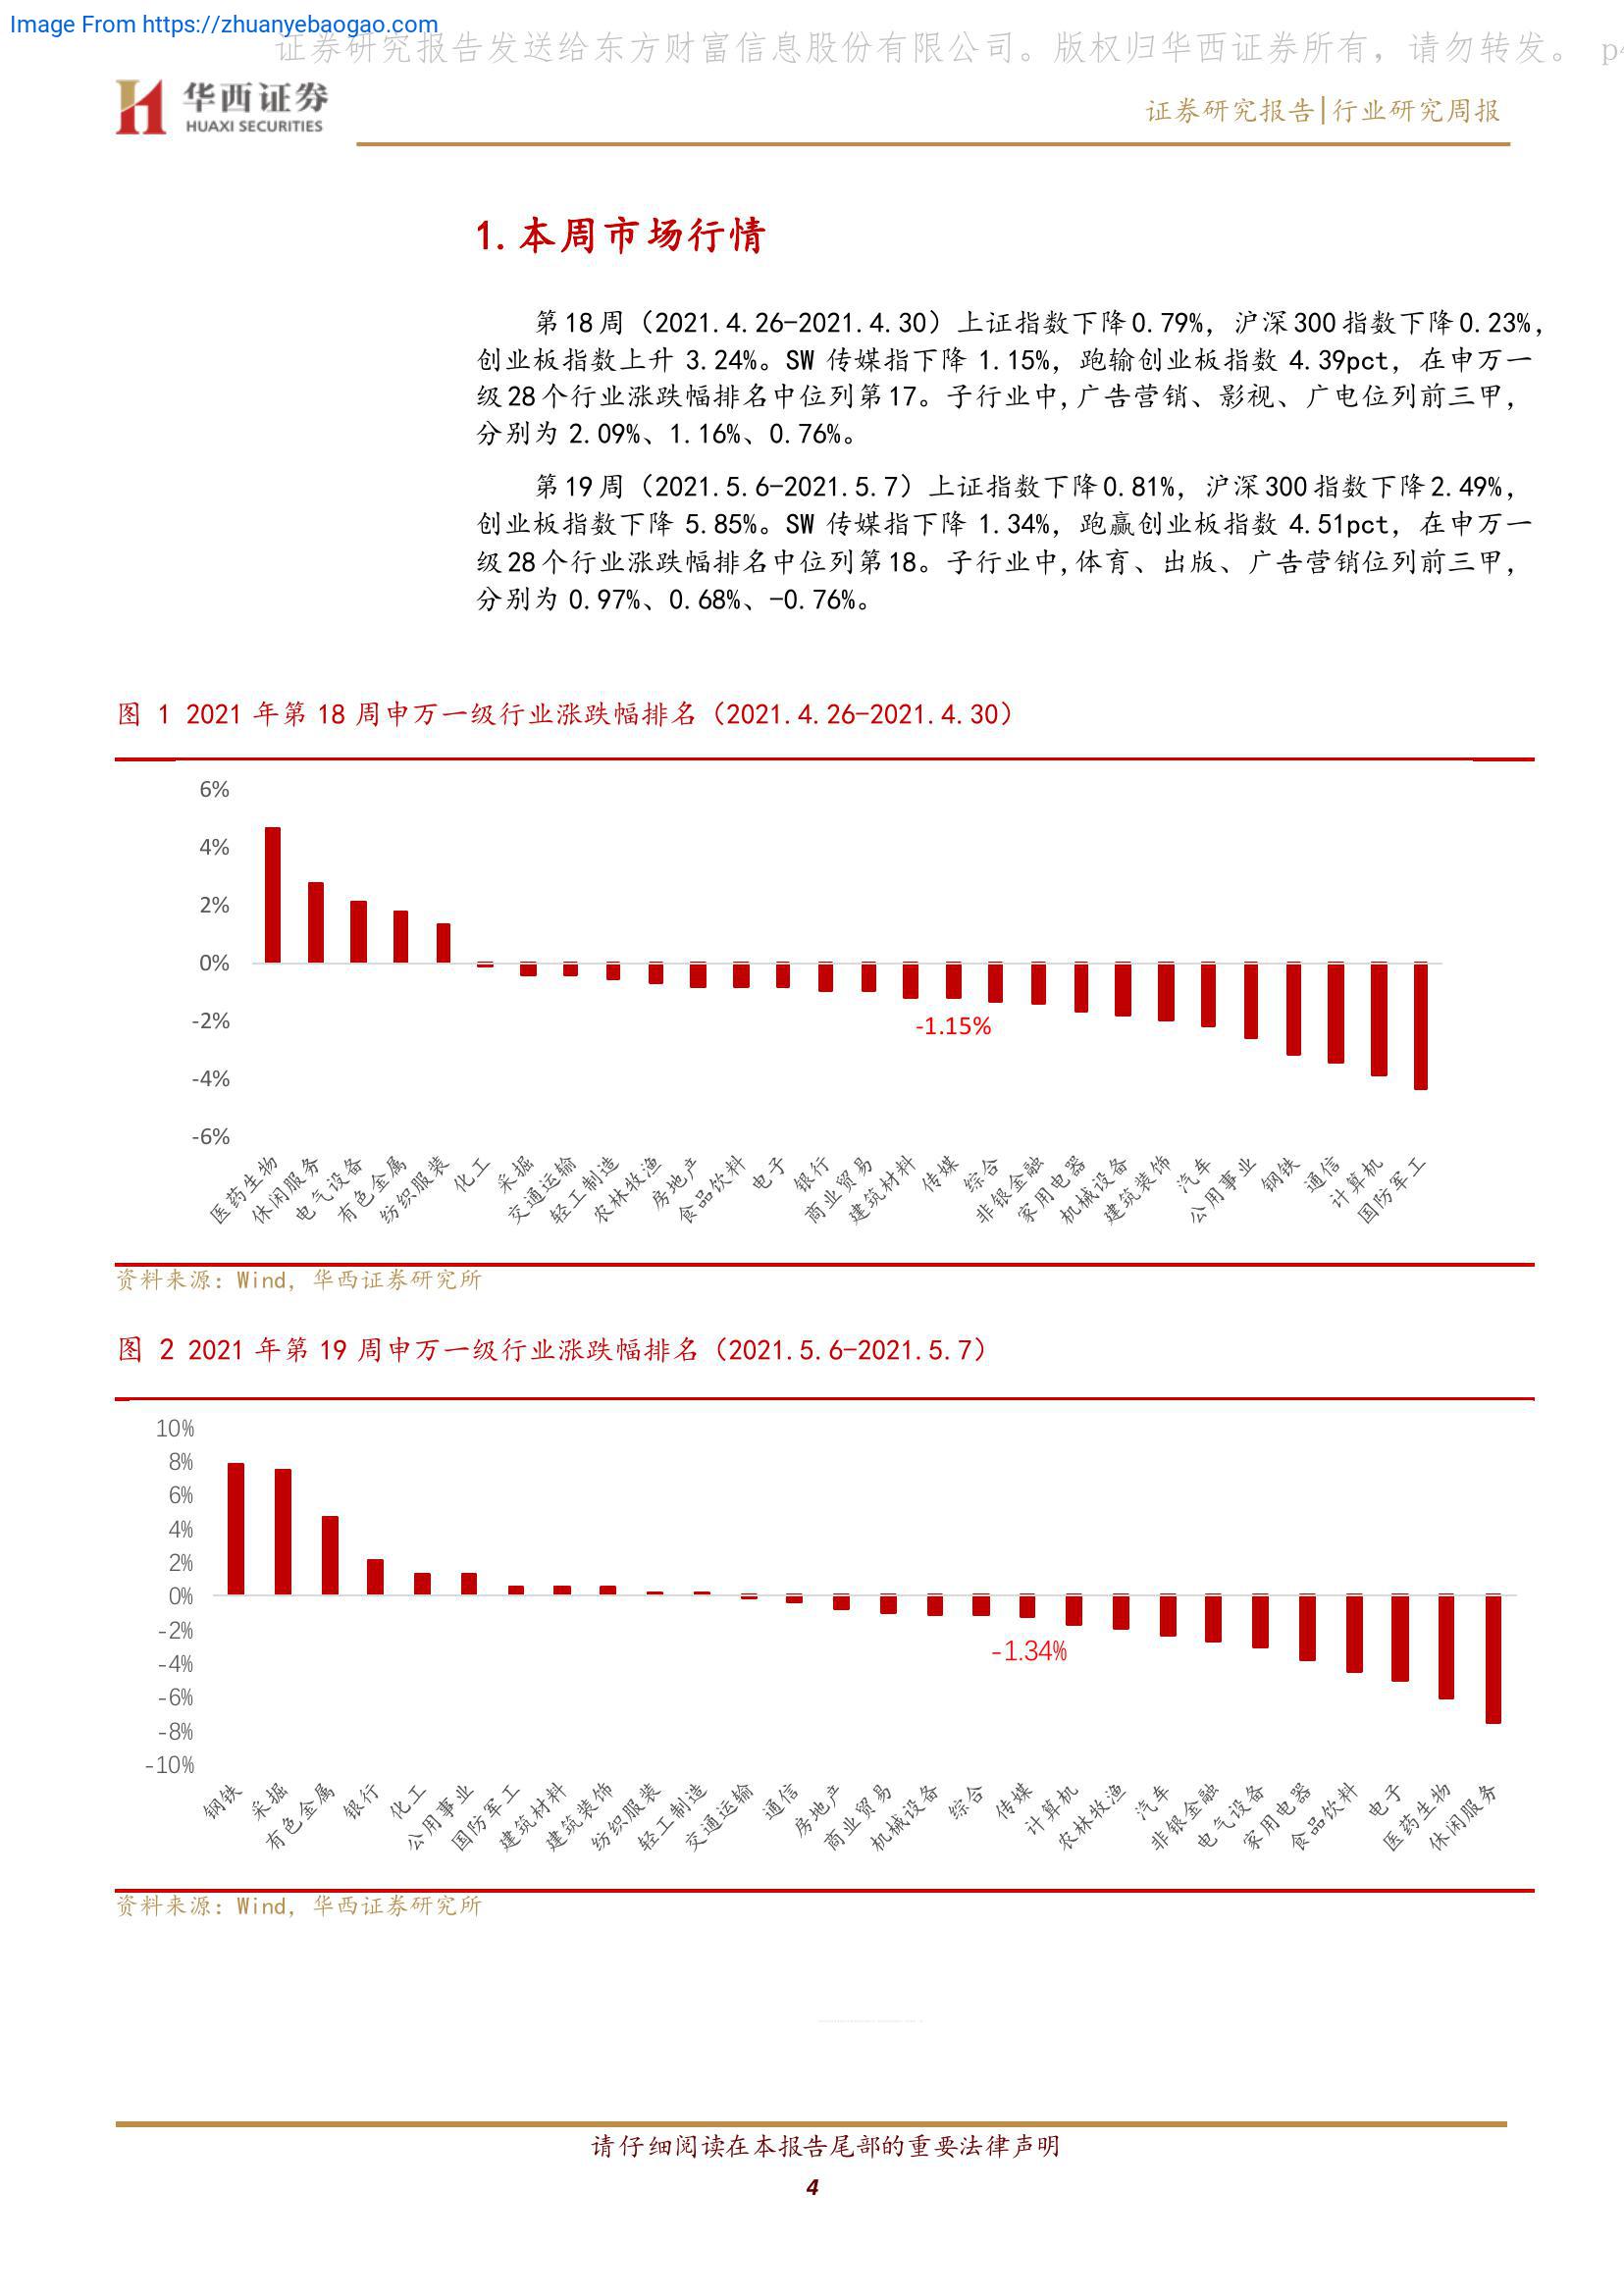 Image From https://zhuanyebaogao.com
证券研究报告发送给东方财富信息股份有限公司。版权归华西证券所有，请勿转发。 p4
华西证券
HUAXI SECURITIES
证券研究报告|行业研究周报
1.本周市场行情
第18周（2021.4.26-2021.4.30）上证指数下降0.79%，沪深300指数下降0.23%，
创业板指数上升 3.24%。SW 传媒指下降 1.15%，跑输创业板指数 4.39pct，在申万一
级28个行业涨跌幅排名中位列第17。子行业中,广告营销、影视、广电位列前三甲，
分别为 2.09%、1.16%、0.76%。
第19周（2021.5.6-2021.5.7）上证指数下降0.81%，沪深300指数下降2.49%，
创业板指数下降 5.85%。SW 传媒指下降 1.34%，跑赢创业板指数 4.51pct，在申万一
级28个行业涨跌幅排名中位列第18。子行业中,体育、出版、广告营销位列前三甲，
分别为 0.97%、0.68%、-0.76%。
图 1 2021 年第 18 周申万一级行业涨跌幅排名（2021.4.26-2021.4.30）
6%
4%
2%
0%
-2%
-4%
-6%
-1.15%
医药生物
休闲服务
电气设备
有色金属
纺织服装
化工
采掘
交通运输
轻工制造
农林牧渔
房地产
食品饮料
电子
银行
商业贸易
建筑材料
传媒
综合
非银金融
家用电器
机械设备
建筑装饰
汽车
公用事业
钢铁
通信
计算机
国防军工
资料来源：Wind，华西证券研究所
图 2 2021 年第 19 周申万一级行业涨跌幅排名（2021.5.6-2021.5.7）
10%
8%
6%
4%
2%
0%
-2%
-4%
-6%
-8%
-10%
-1.34%
钢铁
采掘
有色金属
银行
化工
公用事业
国防军工
建筑材料
建筑装饰
纺织服装
轻工制造
交通运输
通信
房地产
商业贸易
机械设备
综合
传媒
计算机
农林牧渔
汽车
非银金融
电气设备
家用电器
食品饮料
电子
医药生物
休闲服务
资料来源：Wind，华西证券研究所
请仔细阅读在本报告尾部的重要法律声明
4